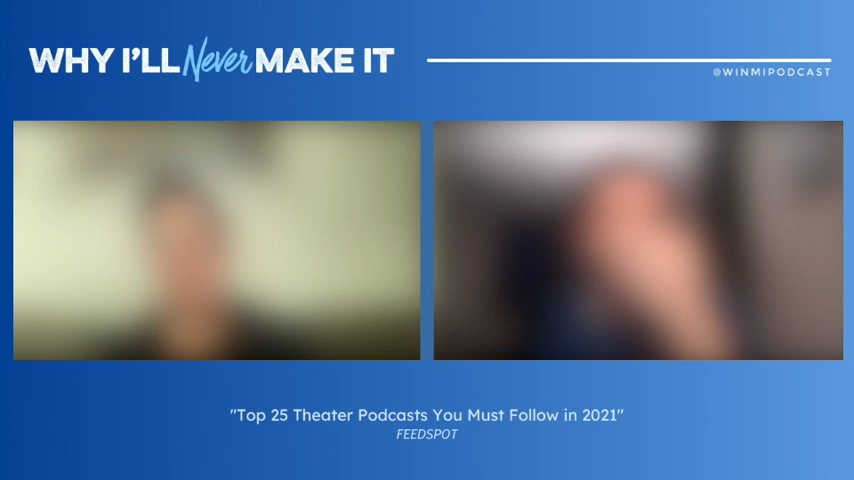 WHY I'LL Never MAKE IT
@WINMIPODCAST
"Top 25 Theater Podcasts You Must Follow in 2021"
FEEDSPOT